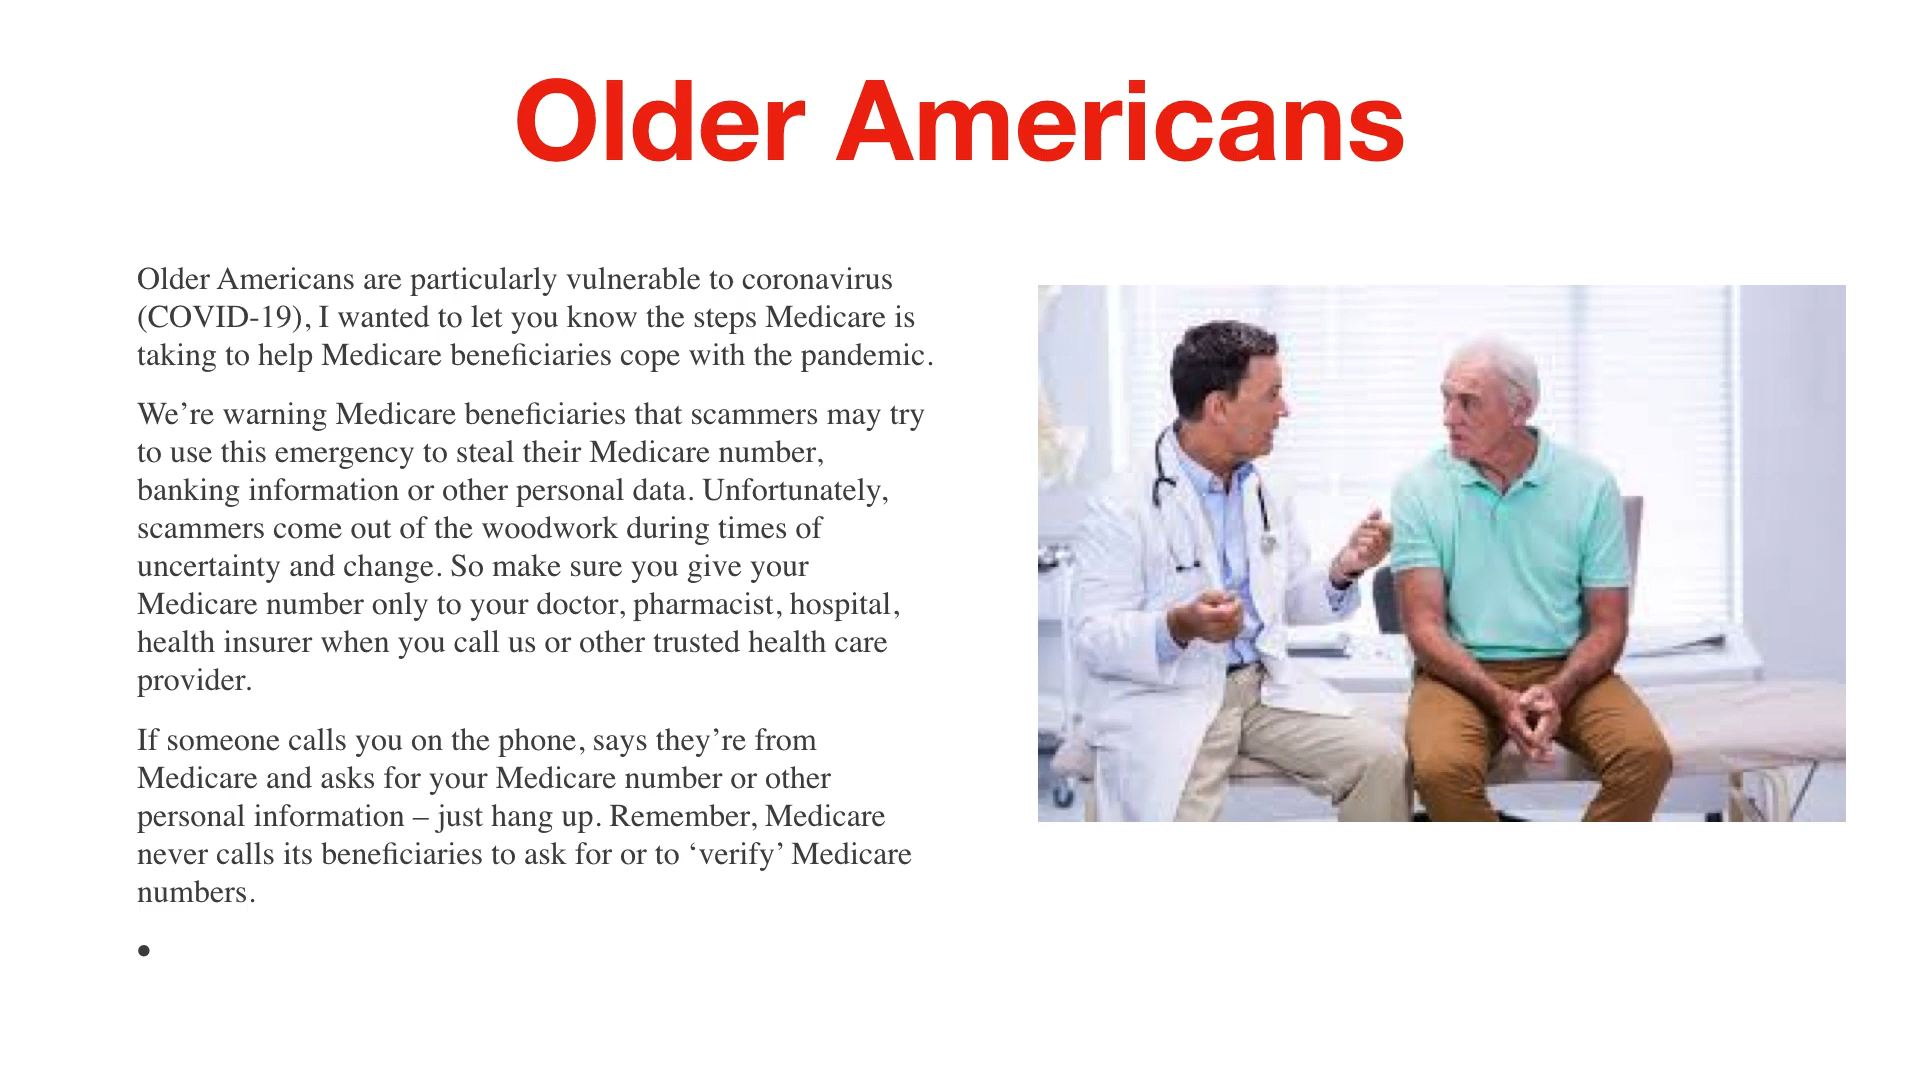 Older Americans
Older Americans are particularly vulnerable to coronavirus
(COVID-19), I wanted to let you know the steps Medicare is
taking to help Medicare beneficiaries cope with the pandemic.
We’re warning Medicare beneficiaries that scammers may try
to use this emergency to steal their Medicare number,
banking information or other personal data. Unfortunately,
scammers come out of the woodwork during times of
uncertainty and change. So make sure you give your
Medicare number only to your doctor, pharmacist, hospital,
health insurer when you call us or other trusted health care
provider.
If someone calls you on the phone, says they’re from
Medicare and asks for your Medicare number or other
personal information – just hang up. Remember, Medicare
never calls its beneficiaries to ask for or to ‘verify’ Medicare
numbers.
•